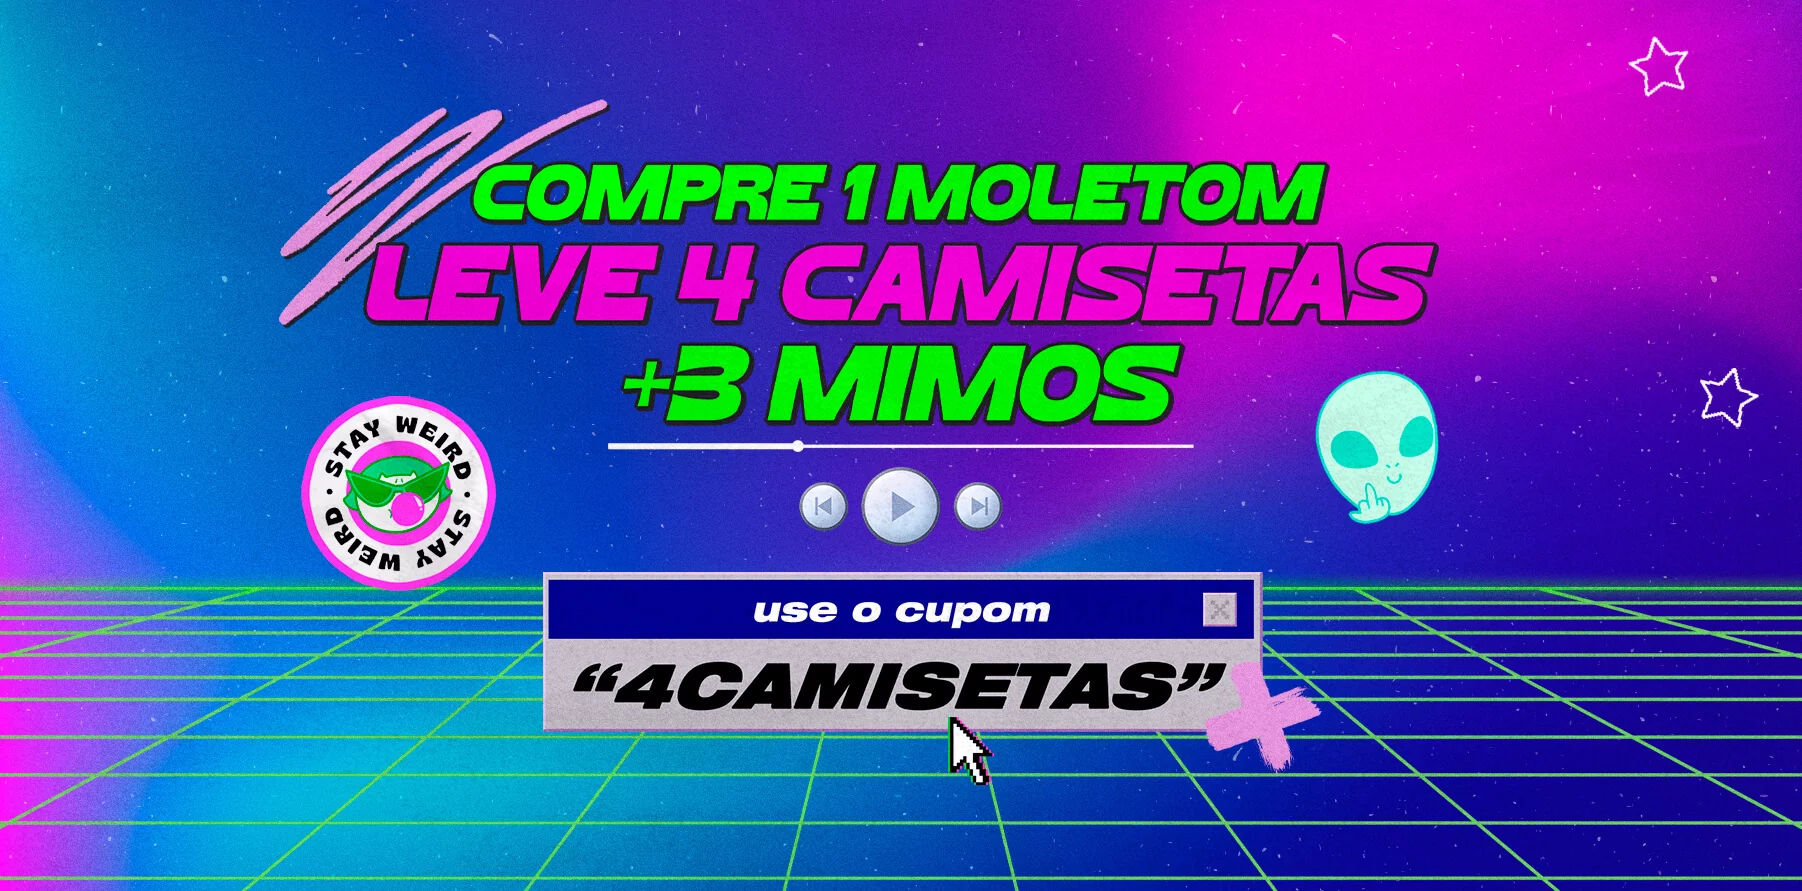 COMPRE 1 MOLETOM
LEVE 4 CAMISETAS
+3 MIMOS
STAY WEIRD · STAY WEIRD ·
use o cupom
“4CAMISETAS”